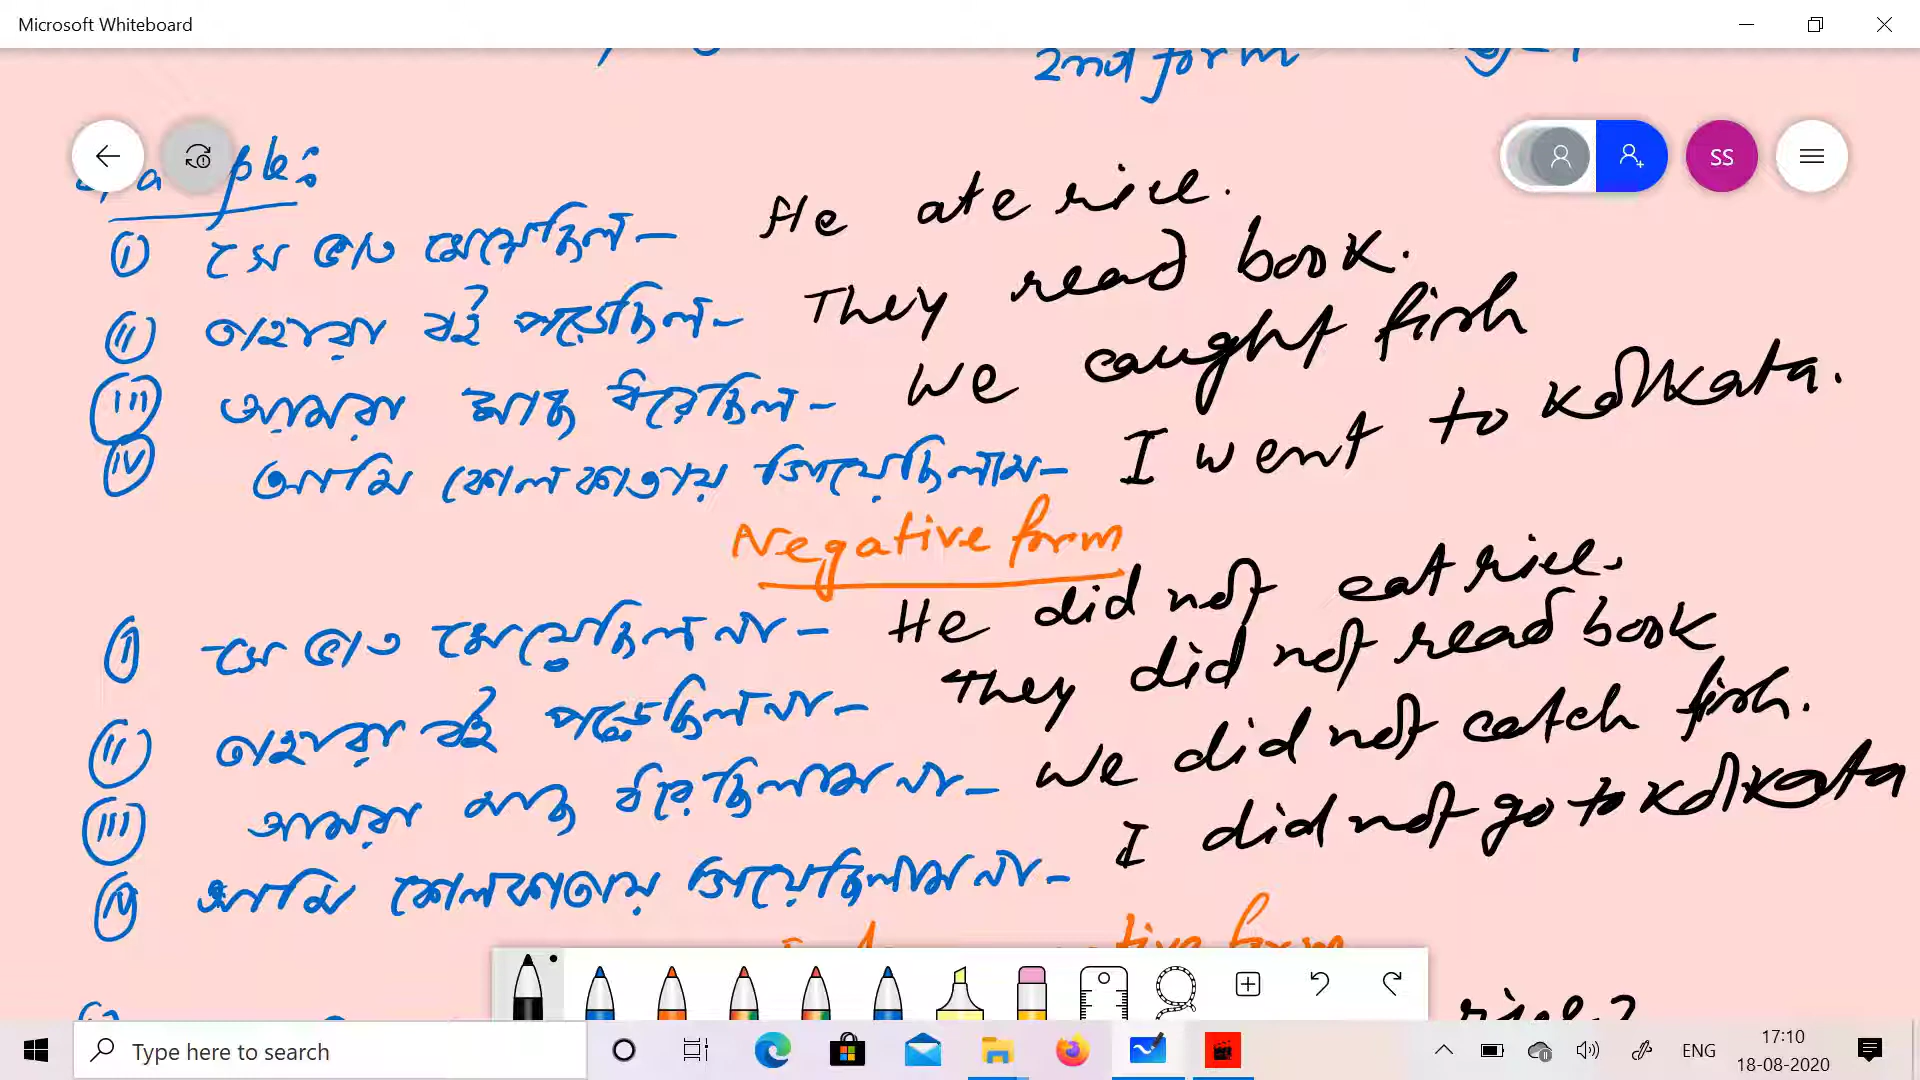 Microsoft Whiteboard
2nd form
SS
(i) সে ভাত খেয়েছিল – He ate rice.
(ii) তাহারা বই পড়েছিল – They read book.
(iii) আমরা মাছ ধরেছিল – We caught fish
(iv) আমি কোলকাতায় গিয়েছিলাম – I went to Kolkata.
Negative form
(i) সে ভাত খেয়েছিল না – He did not eat rice.
(ii) তাহারা বই পড়েছিল না – They did not read book
(iii) আমরা মাছ ধরেছিলাম না – We did not catch fish.
(iv) আমি কোলকাতায় গিয়েছিলাম না – I did not go to Kolkata
form
rice?
Type here to search
ENG
17:10
18-08-2020